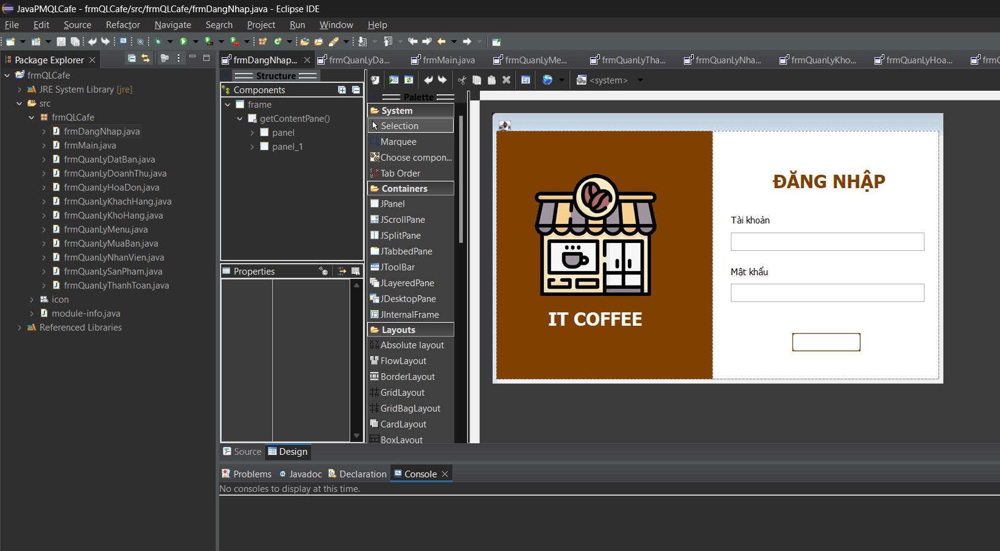 JavaPMQLCafe - frmQLCafe/src/frmQLCafe/frmDangNhap.java - Eclipse IDE
File Edit Source Refactor Navigate Search Project Run Window Help
Package Explorer
frmQLCafe
JRE System Library [jre]
src
frmQLCafe
frmDangNhap.java
frmMain.java
frmQuanLyDatBan.java
frmQuanLyDoanhThu.java
frmQuanLyHoaDon.java
frmQuanLyKhachHang.java
frmQuanLyKhoHang.java
frmQuanLyMenu.java
frmQuanLyMuaBan.java
frmQuanLyNhanVien.java
frmQuanLySanPham.java
frmQuanLyThanhToan.java
icon
module-info.java
Referenced Libraries
frmDangNhap... frmQuanLyDa... frmMain.java frmQuanLyMe... frmQuanLyTha... frmQuanLyNha... frmQuanLyKho... frmQuanLyHoa...
Structure
Components
frame
getContentPane()
panel
panel_1
Properties
<system>
Palette
System
Selection
Marquee
Choose compon...
Tab Order
Containers
JPanel
JScrollPane
JSplitPane
JTabbedPane
JToolBar
JLayeredPane
JDesktopPane
JInternalFrame
Layouts
Absolute layout
FlowLayout
BorderLayout
GridLayout
GridBagLayout
CardLayout
BoxLayout
IT COFFEE
ĐĂNG NHẬP
Tài khoản
Mật khẩu
Source Design
Problems Javadoc Declaration Console
No consoles to display at this time.